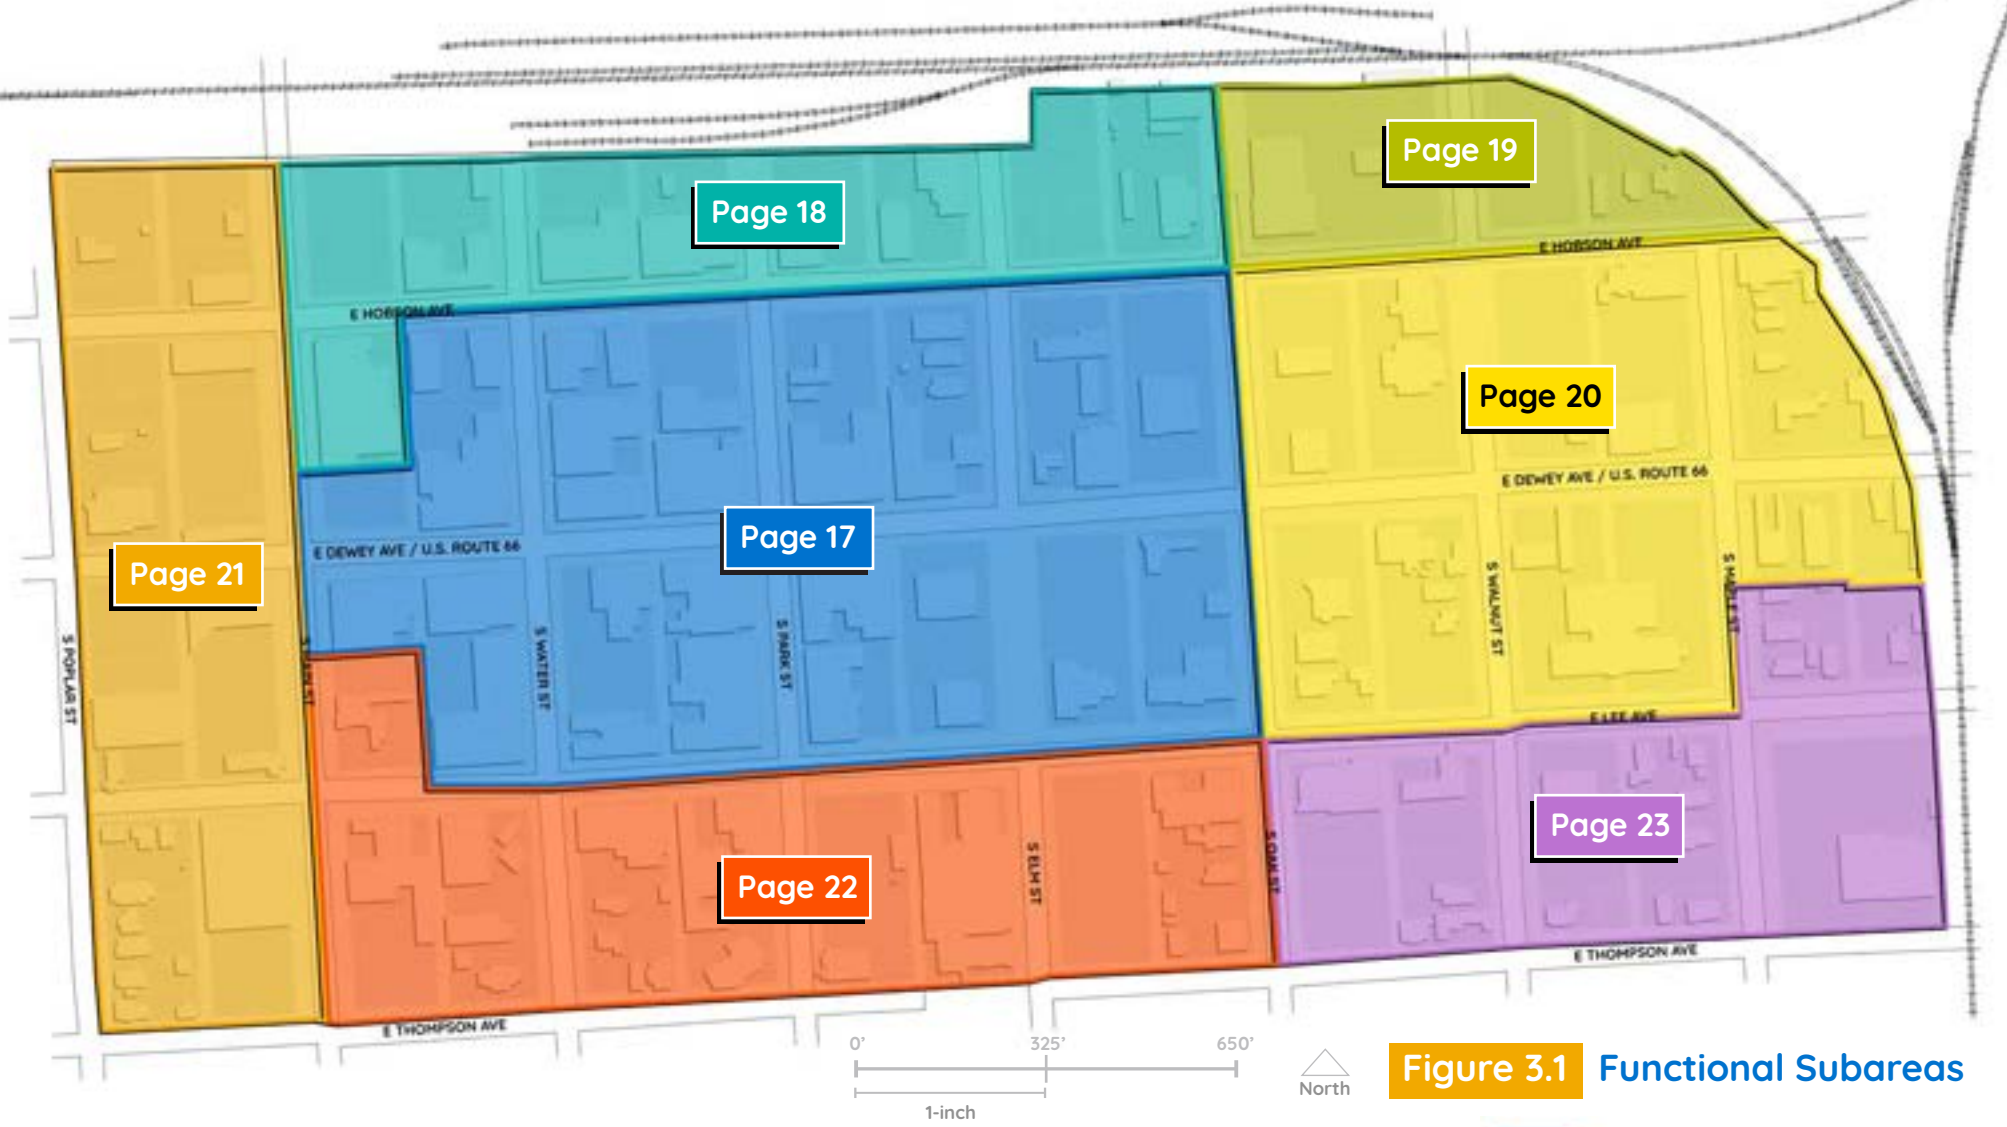 Page 19
Page 18
E HOBSON AVE
E HOBSON AVE
Page 20
E DEWEY AVE / U.S. ROUTE 66
Page 17
E DEWEY AVE / U.S. ROUTE 66
Page 21
S POPLAR ST
S WATER ST
S PARK ST
S WALNUT ST
E LEE AVE
Page 23
Page 22
S ELM ST
E THOMPSON AVE
E THOMPSON AVE
0' 325' 650'
1-inch
North
Figure 3.1 Functional Subareas